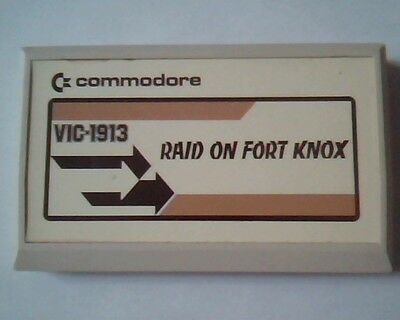 commodore
VIC-1913
RAID ON FORT KNOX